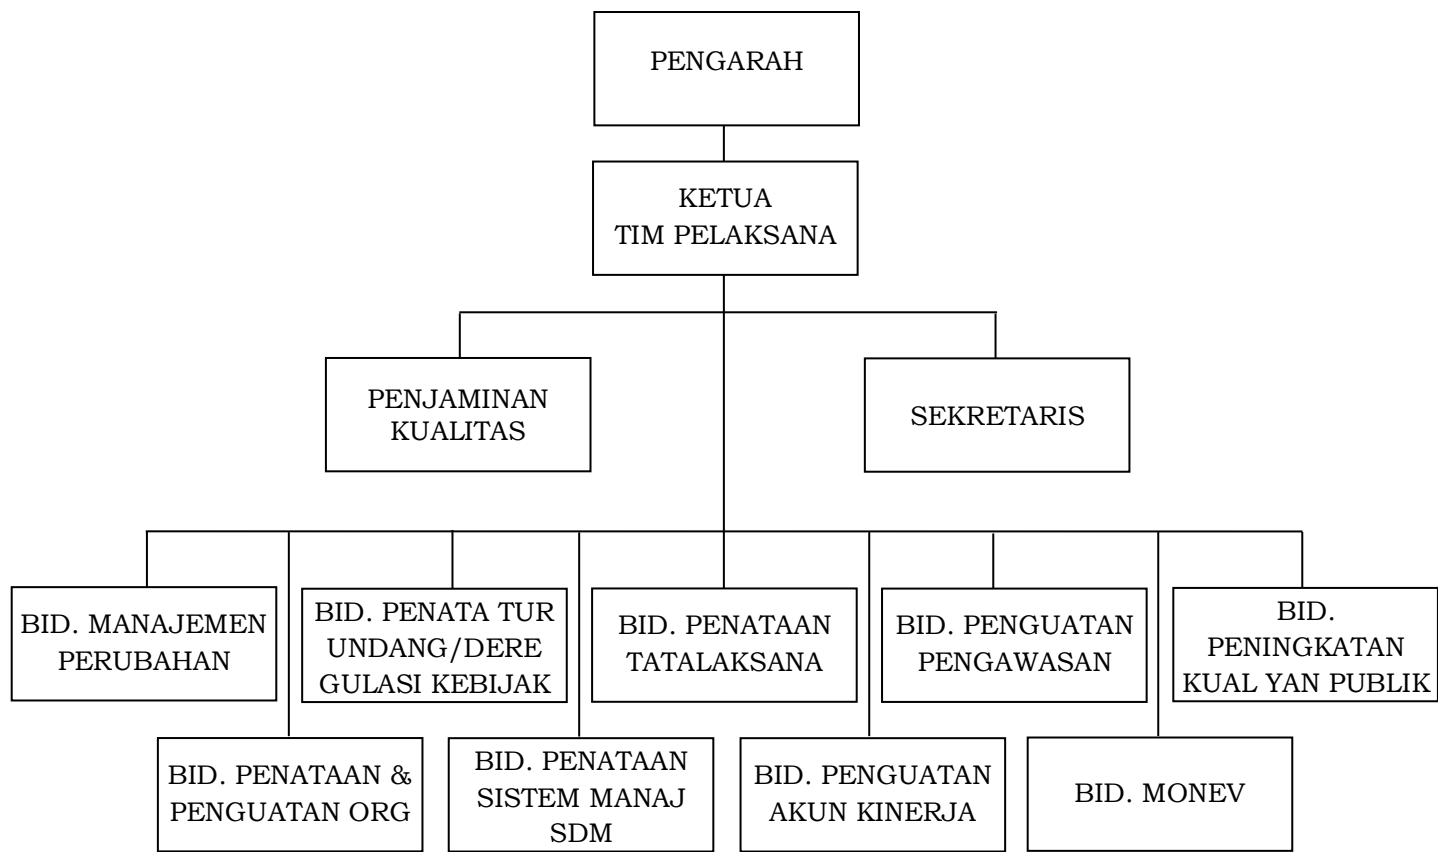 PENGARAH
KETUA
TIM PELAKSANA
PENJAMINAN
KUALITAS
SEKRETARIS
BID. MANAJEMEN
PERUBAHAN
BID. PENATA TUR
UNDANG/DERE
GULASI KEBIJAK
BID. PENATAAN
TATALAKSANA
BID. PENGUATAN
PENGAWASAN
BID.
PENINGKATAN
KUAL YAN PUBLIK
BID. PENATAAN &
PENGUATAN ORG
BID. PENATAAN
SISTEM MANAJ
SDM
BID. PENGUATAN
AKUN KINERJA
BID. MONEV